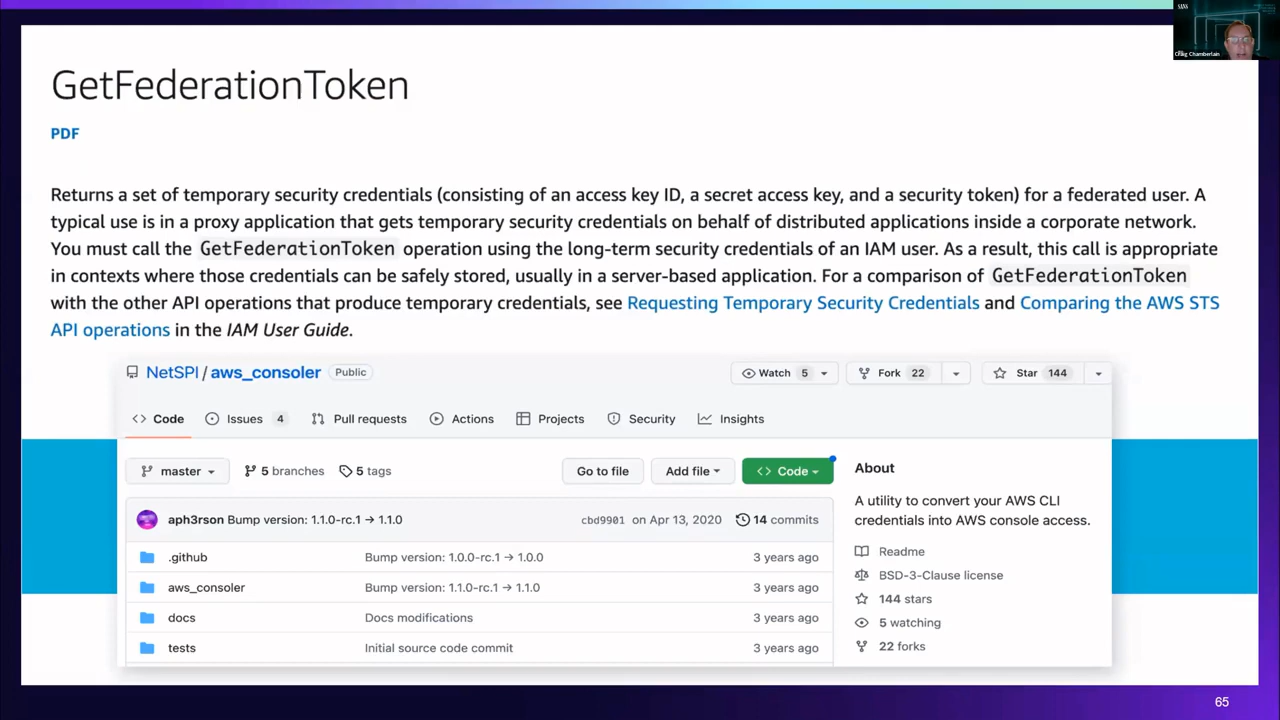 SANS
Craig Chamberlain
GetFederationToken
PDF
Returns a set of temporary security credentials (consisting of an access key ID, a secret access key, and a security token) for a federated user. A
typical use is in a proxy application that gets temporary security credentials on behalf of distributed applications inside a corporate network.
You must call the GetFederationToken operation using the long-term security credentials of an IAM user. As a result, this call is appropriate
in contexts where those credentials can be safely stored, usually in a server-based application. For a comparison of GetFederationToken
with the other API operations that produce temporary credentials, see Requesting Temporary Security Credentials and Comparing the AWS STS
API operations in the IAM User Guide.
NetSPI / aws_consoler Public
Watch 5
Fork 22
Star 144
Code
Issues 4
Pull requests
Actions
Projects
Security
Insights
master
5 branches
5 tags
Go to file
Add file
Code
aph3rson Bump version: 1.1.0-rc.1 → 1.1.0
cbd9901 on Apr 13, 2020
14 commits
.github Bump version: 1.0.0-rc.1 → 1.0.0 3 years ago
aws_consoler Bump version: 1.1.0-rc.1 → 1.1.0 3 years ago
docs Docs modifications 3 years ago
tests Initial source code commit 3 years ago
About
A utility to convert your AWS CLI
credentials into AWS console access.
Readme
BSD-3-Clause license
144 stars
5 watching
22 forks
65